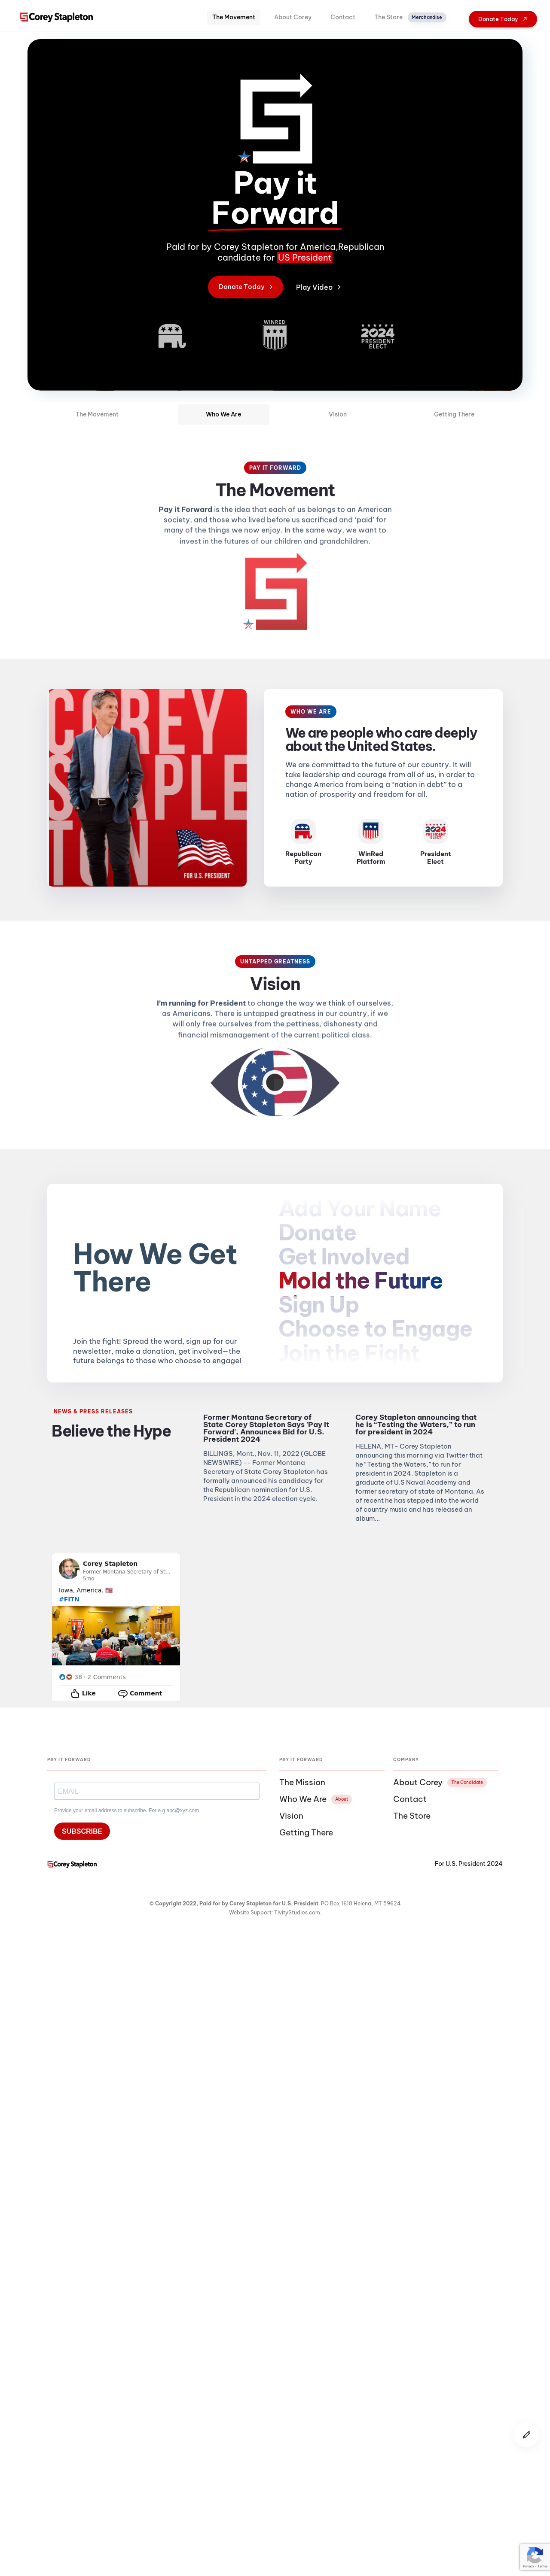 Corey Stapleton
The Movement
About Corey
Contact
The Store
Merchandise
Donate Today
Pay it
Forward
Paid for by Corey Stapleton for America,Republican
candidate for US President
Donate Today
Play Video
WINRED
2024
PRESIDENT
ELECT
The Movement
Who We Are
Vision
Getting There
PAY IT FORWARD
The Movement
Pay it Forward is the idea that each of us belongs to an American
society, and those who lived before us sacrificed and ‘paid’ for
many of the things we now enjoy. In the same way, we want to
invest in the futures of our children and grandchildren.
COREY
STAPLETON
FOR U.S. PRESIDENT
WHO WE ARE
We are people who care deeply
about the United States.
We are committed to the future of our country. It will
take leadership and courage from all of us, in order to
change America from being a “nation in debt” to a
nation of prosperity and freedom for all.
2024
PRESIDENT
ELECT
Republican
Party
WinRed
Platform
President
Elect
UNTAPPED GREATNESS
Vision
I’m running for President to change the way we think of ourselves,
as Americans. There is untapped greatness in our country, if we
will only free ourselves from the pettiness, dishonesty and
financial mismanagement of the current political class.
How We Get
There
Join the fight! Spread the word, sign up for our
newsletter, make a donation, get involved—the
future belongs to those who choose to engage!
Add Your Name
Donate
Get Involved
Mold the Future
Sign Up
Choose to Engage
Join the Fight
NEWS & PRESS RELEASES
Believe the Hype
Former Montana Secretary of
State Corey Stapleton Says 'Pay It
Forward', Announces Bid for U.S.
President 2024
BILLINGS, Mont., Nov. 11, 2022 (GLOBE
NEWSWIRE) -- Former Montana
Secretary of State Corey Stapleton has
formally announced his candidacy for
the Republican nomination for U.S.
President in the 2024 election cycle.
Corey Stapleton announcing that
he is “Testing the Waters,” to run
for president in 2024
HELENA, MT- Corey Stapleton
announcing this morning via Twitter that
he “Testing the Waters,” to run for
president in 2024. Stapleton is a
graduate of U.S Naval Academy and
former secretary of state of Montana. As
of recent he has stepped into the world
of country music and has released an
album...
Corey Stapleton
Former Montana Secretary of St...
5mo
Iowa, America. 🇺🇸
#FITN
38 · 2 Comments
Like
Comment
PAY IT FORWARD
EMAIL
Provide your email address to subscribe. For e.g abc@xyz.com
SUBSCRIBE
PAY IT FORWARD
The Mission
Who We Are
About
Vision
Getting There
COMPANY
About Corey
The Candidate
Contact
The Store
Corey Stapleton
For U.S. President 2024
© Copyright 2022, Paid for by Corey Stapleton for U.S. President. PO Box 1618 Helena, MT 59624
Website Support: TivityStudios.com.
Privacy - Terms